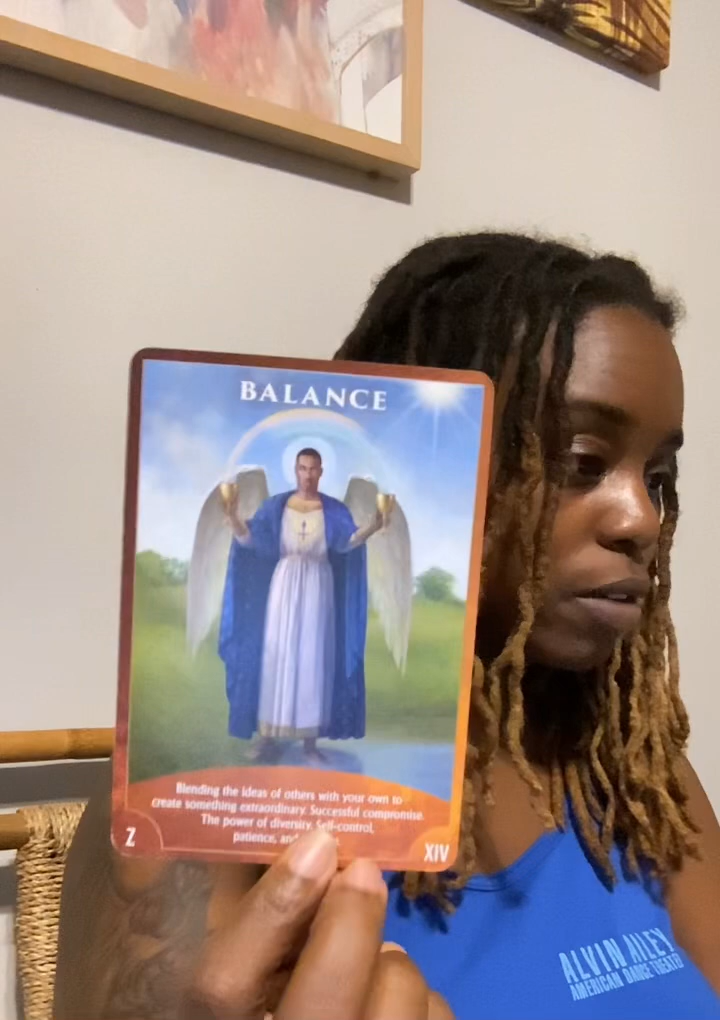 BALANCE
Blending the ideas of others with your own to
create something extraordinary. Successful compromise.
The power of diversity. Self-control,
patience, and
Z
XIV
ALVIN AILEY
AMERICAN DANCE THEATER